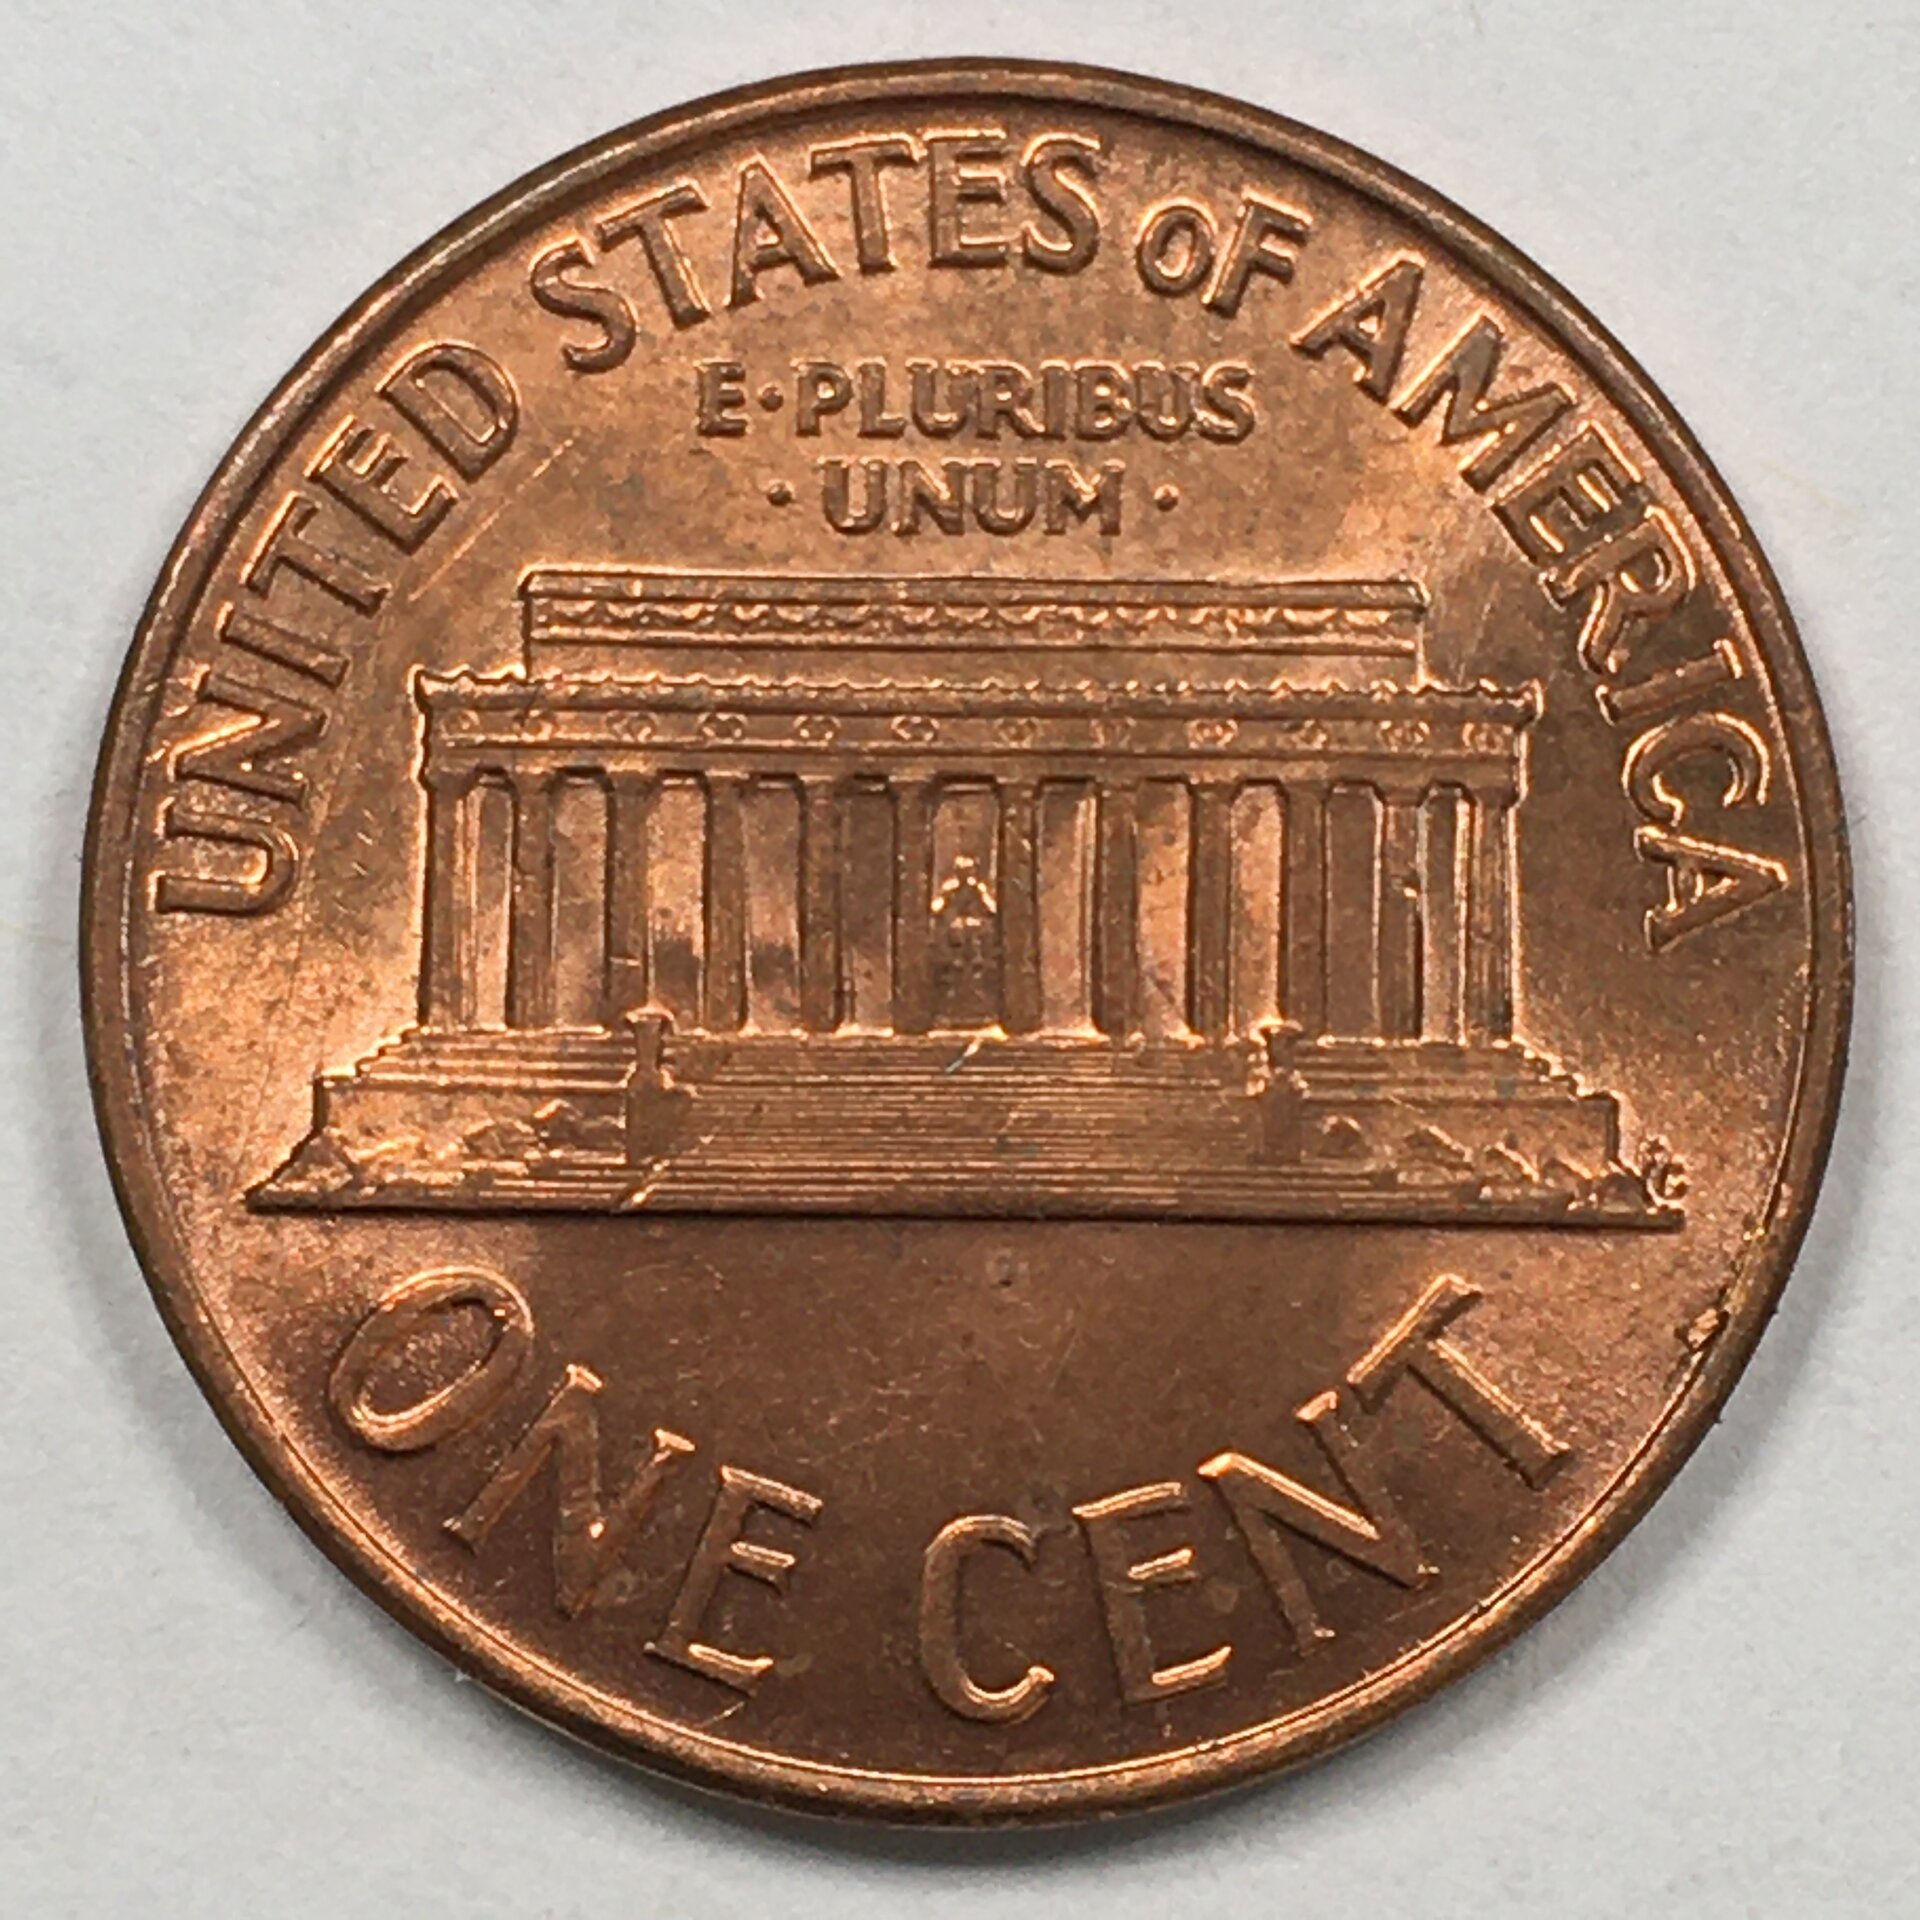 UNITED STATES OF AMERICA
E·PLURIBUS
·UNUM·
ONE CENT